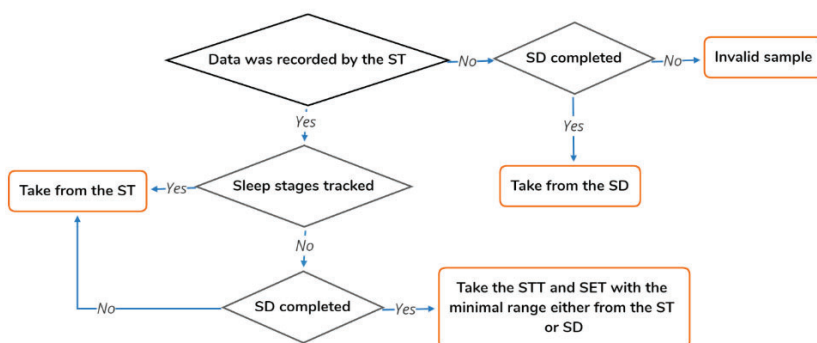 Data was recorded by the ST
No
SD completed
No
Invalid sample
Yes
Yes
Take from the ST
Yes
Sleep stages tracked
Take from the SD
No
No
SD completed
Yes
Take the STT and SET with the
minimal range either from the ST
or SD